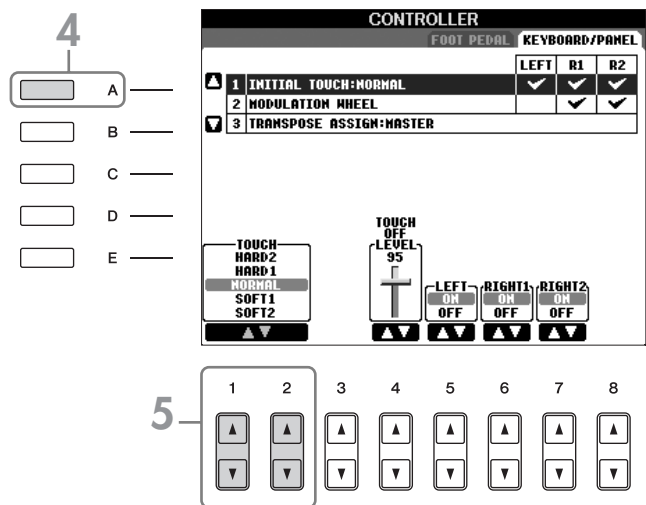 4
CONTROLLER
FOOT PEDAL KEYBOARD/PANEL
LEFT R1 R2
A
1 INITIAL TOUCH:NORMAL
B
2 MODULATION WHEEL
3 TRANSPOSE ASSIGN:MASTER
C
D
E
TOUCH
HARD2
HARD1
NORMAL
SOFT1
SOFT2
TOUCH
OFF
LEVEL
95
LEFT
ON
OFF
RIGHT1
ON
OFF
RIGHT2
ON
OFF
5
1 2 3 4 5 6 7 8